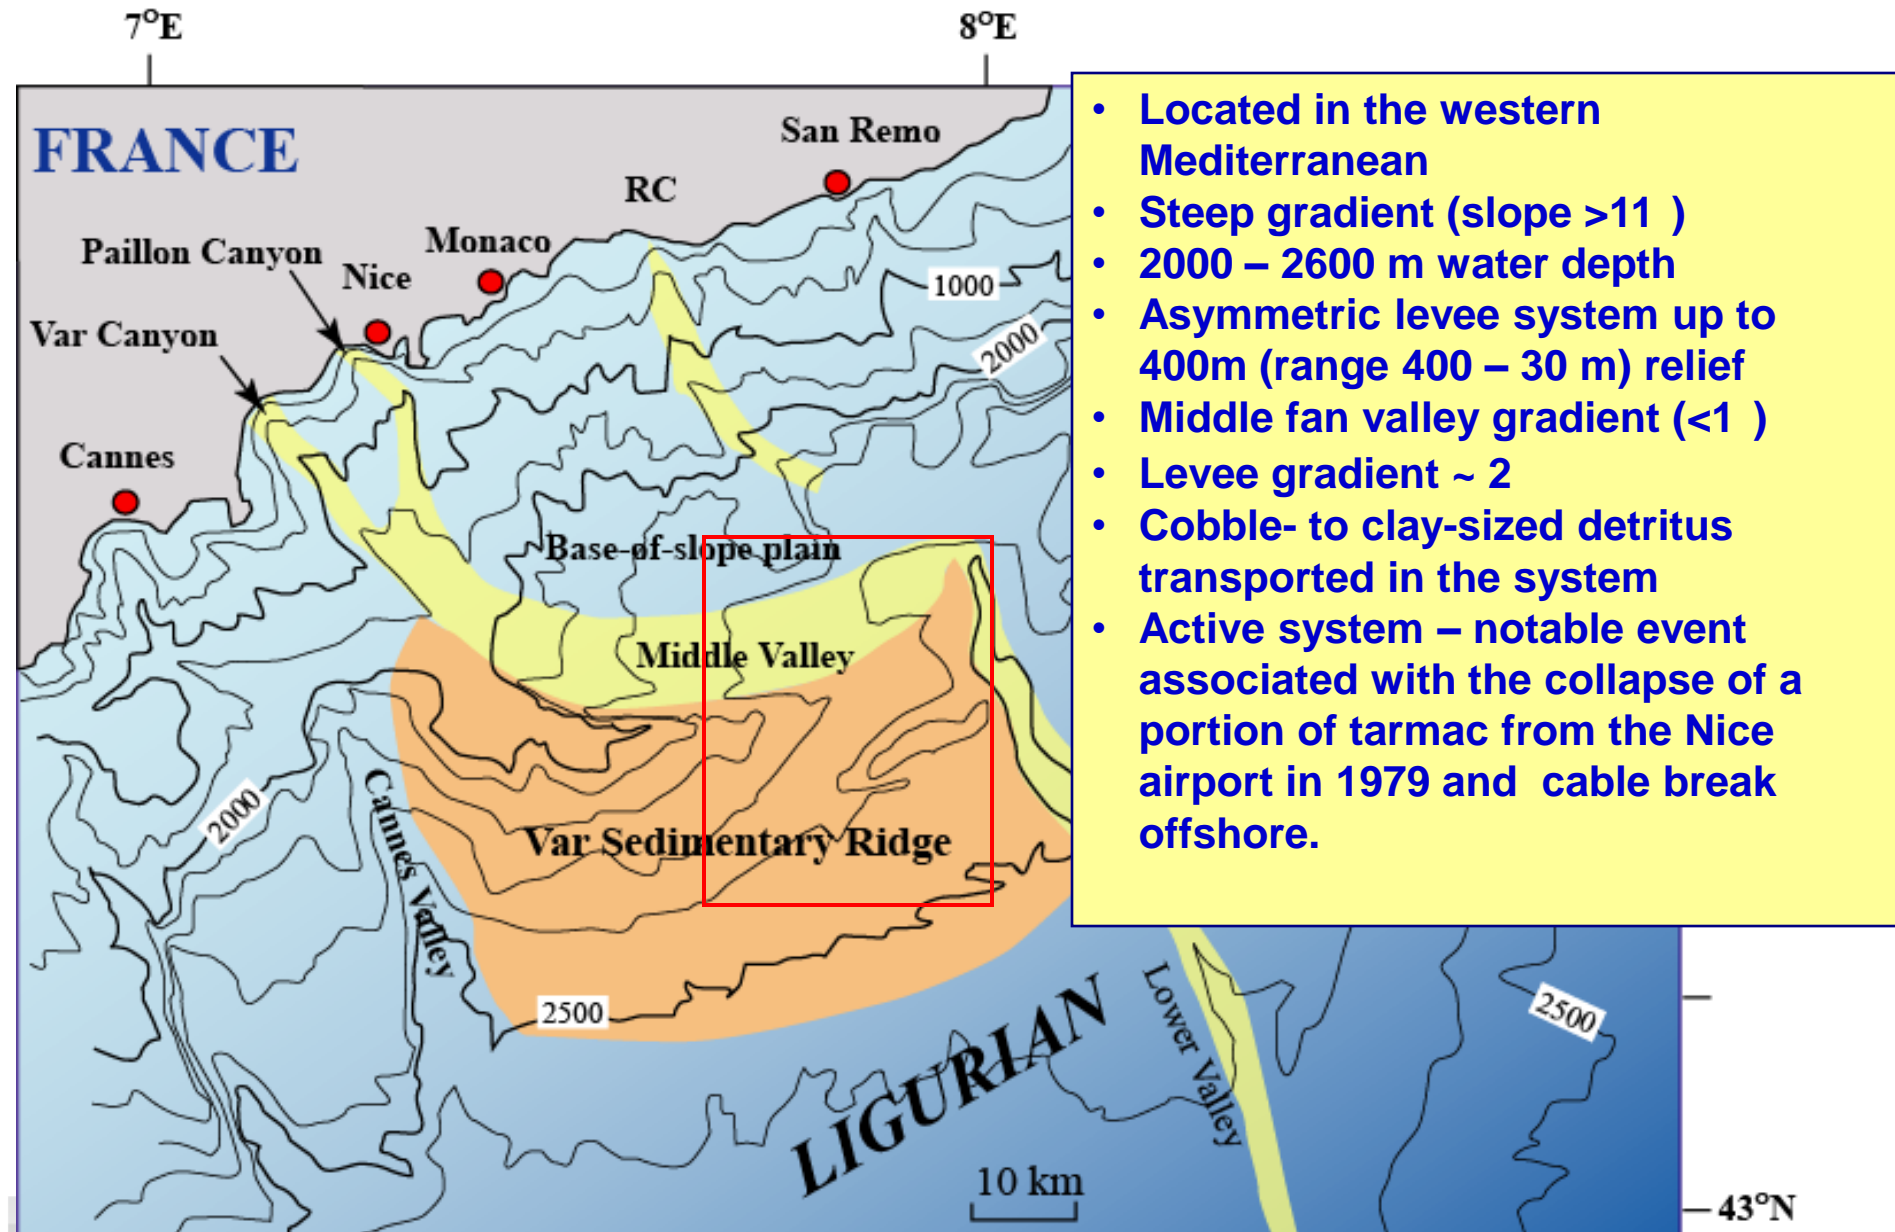 7°E
8°E
FRANCE
San Remo
RC
Paillon Canyon
Monaco
Nice
Var Canyon
Cannes
1000
2000
Base-of-slope plain
Middle Valley
2000
Cannes Valley
Var Sedimentary Ridge
2500
LIGURIAN
Lower Valley
2500
10 km
43°N
• Located in the western
Mediterranean
• Steep gradient (slope >11 )
• 2000 – 2600 m water depth
• Asymmetric levee system up to
400m (range 400 – 30 m) relief
• Middle fan valley gradient (<1 )
• Levee gradient ~ 2
• Cobble- to clay-sized detritus
transported in the system
• Active system – notable event
associated with the collapse of a
portion of tarmac from the Nice
airport in 1979 and  cable break
offshore.